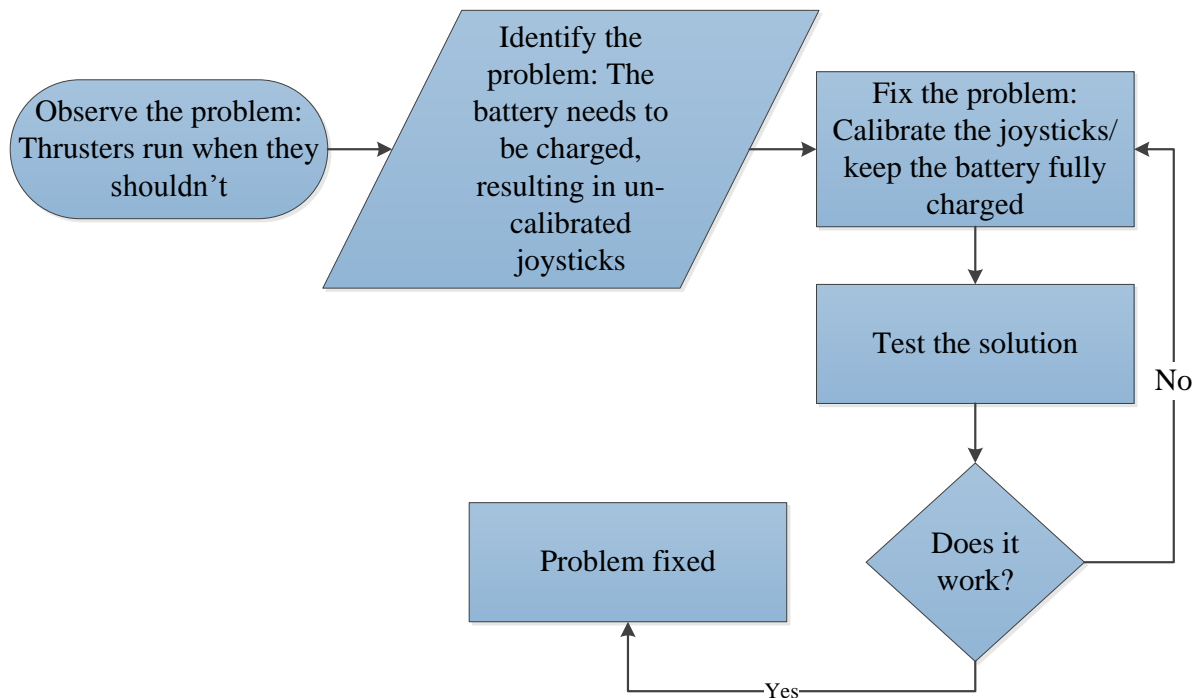 Observe the problem:
Thrusters run when they
shouldn’t
Identify the
problem: The
battery needs to
be charged,
resulting in un-
calibrated
joysticks
Fix the problem:
Calibrate the joysticks/
keep the battery fully
charged
Test the solution
No
Does it
work?
Problem fixed
Yes